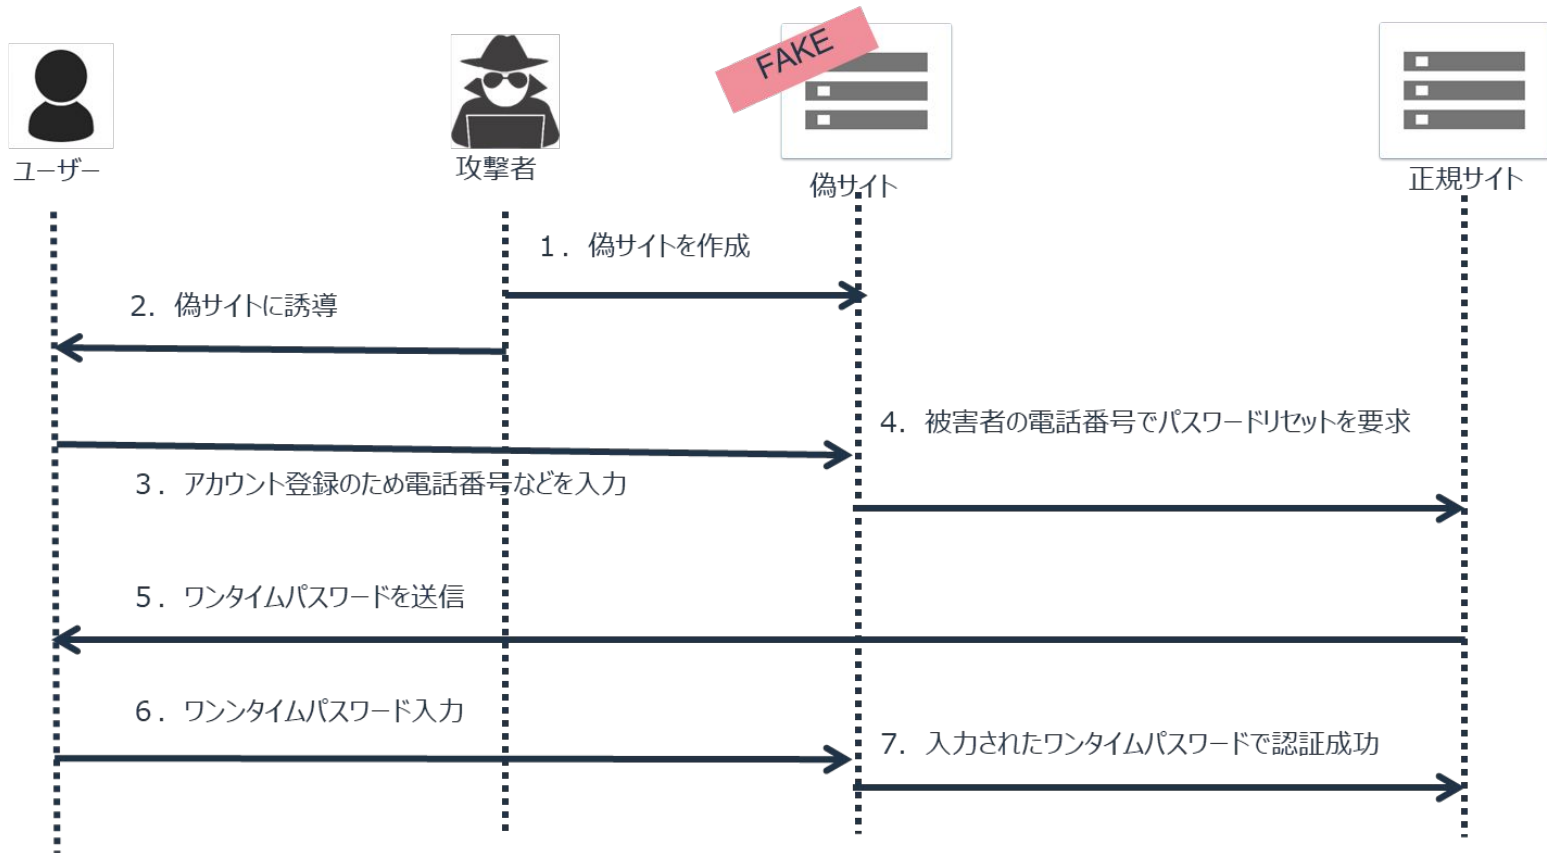 FAKE
ユーザー
攻撃者
偽サイト
正規サイト
1. 偽サイトを作成
2. 偽サイトに誘導
4. 被害者の電話番号でパスワードリセットを要求
3. アカウント登録のため電話番号などを入力
5. ワンタイムパスワードを送信
6. ワンンタイムパスワード入力
7. 入力されたワンタイムパスワードで認証成功